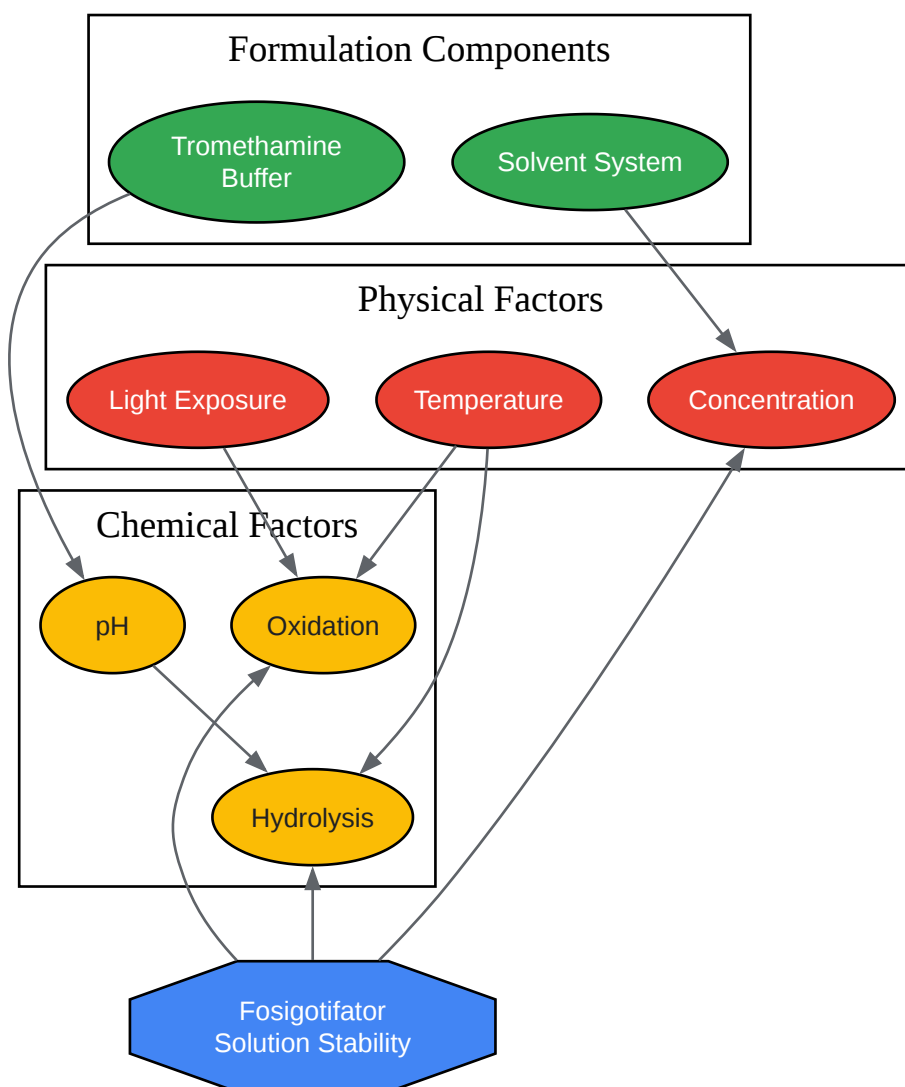 Formulation Components
Tromethamine
Buffer
Solvent System
Physical Factors
Light Exposure
Temperature
Concentration
Chemical Factors
pH
Oxidation
Hydrolysis
Fosigotifator
Solution Stability